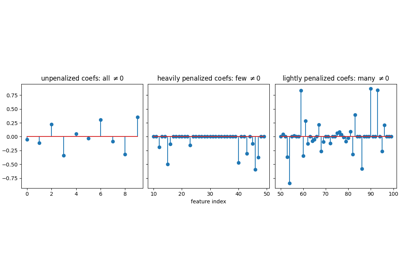 unpenalized coefs: all ≠0
heavily penalized coefs: few ≠0
lightly penalized coefs: many ≠0
0.75
0.50
0.25
0.00
−0.25
−0.50
−0.75
0 2 4 6 8
10 20 30 40 50
50 60 70 80 90 100
feature index